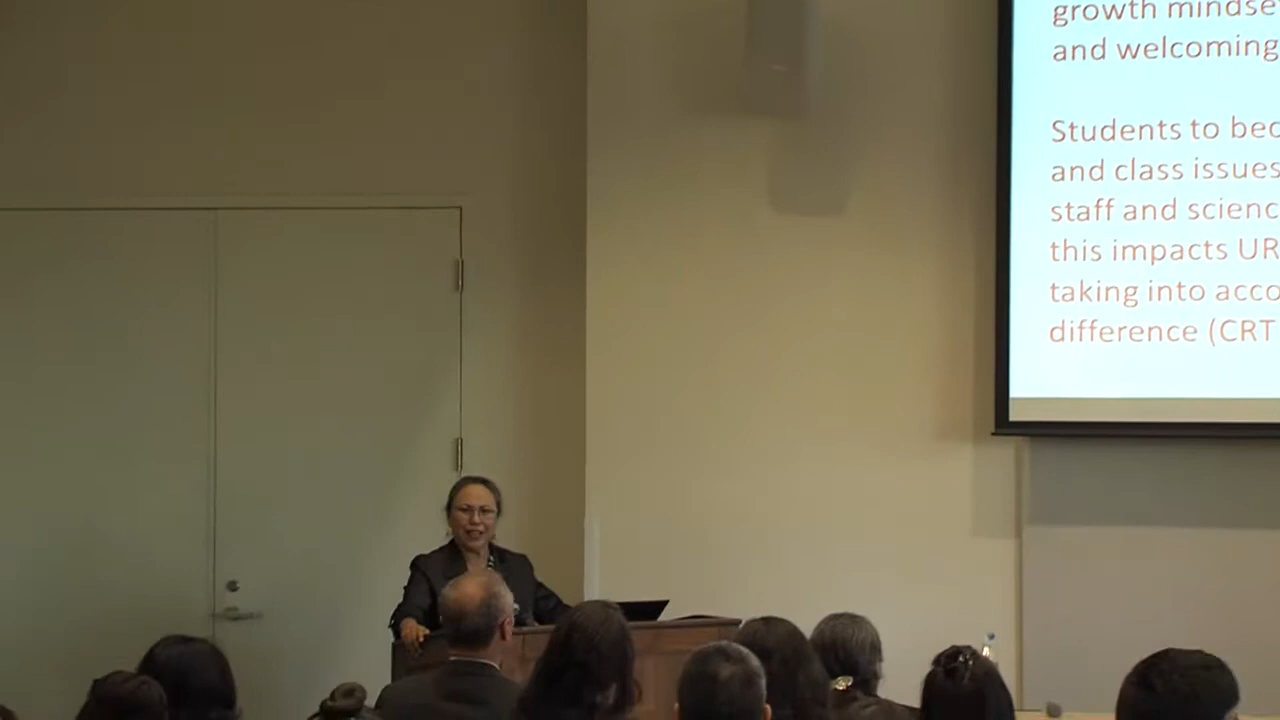 growth mindse
and welcoming
Students to bec
and class issues
staff and scienc
this impacts UR
taking into acco
difference (CRT